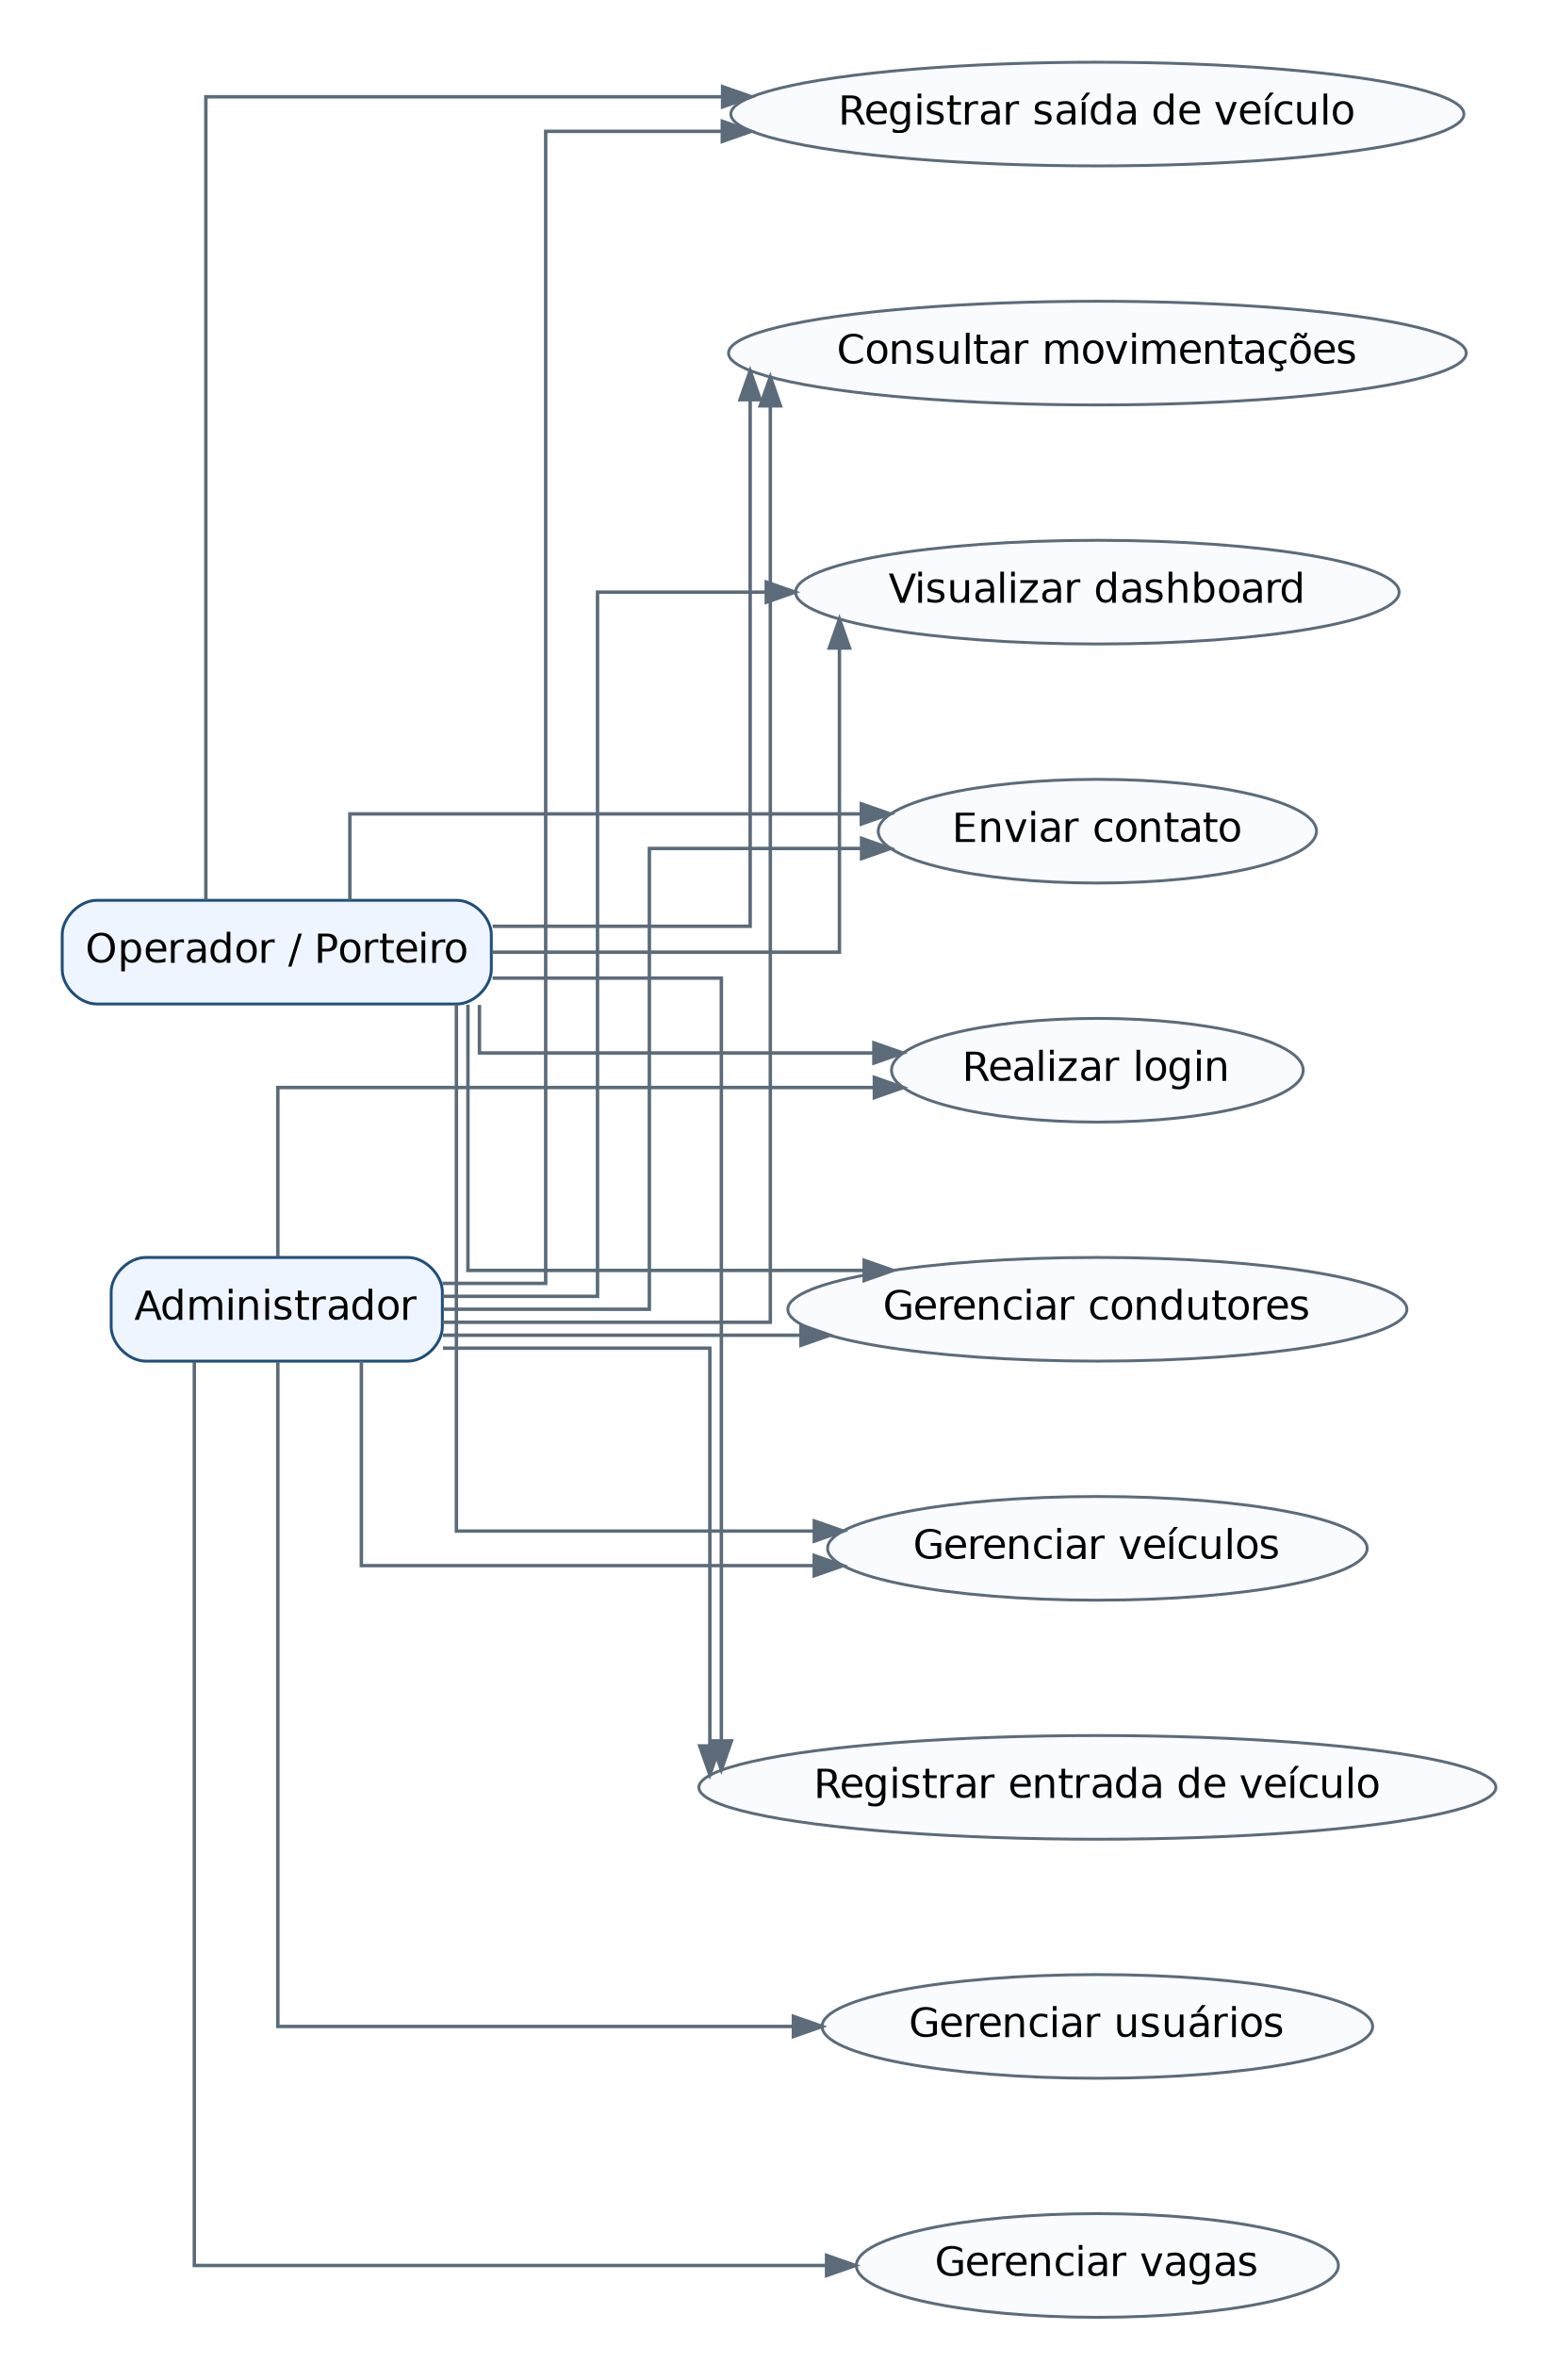 Registrar saída de veículo
Consultar movimentações
Visualizar dashboard
Enviar contato
Operador / Porteiro
Realizar login
Administrador
Gerenciar condutores
Gerenciar veículos
Registrar entrada de veículo
Gerenciar usuários
Gerenciar vagas